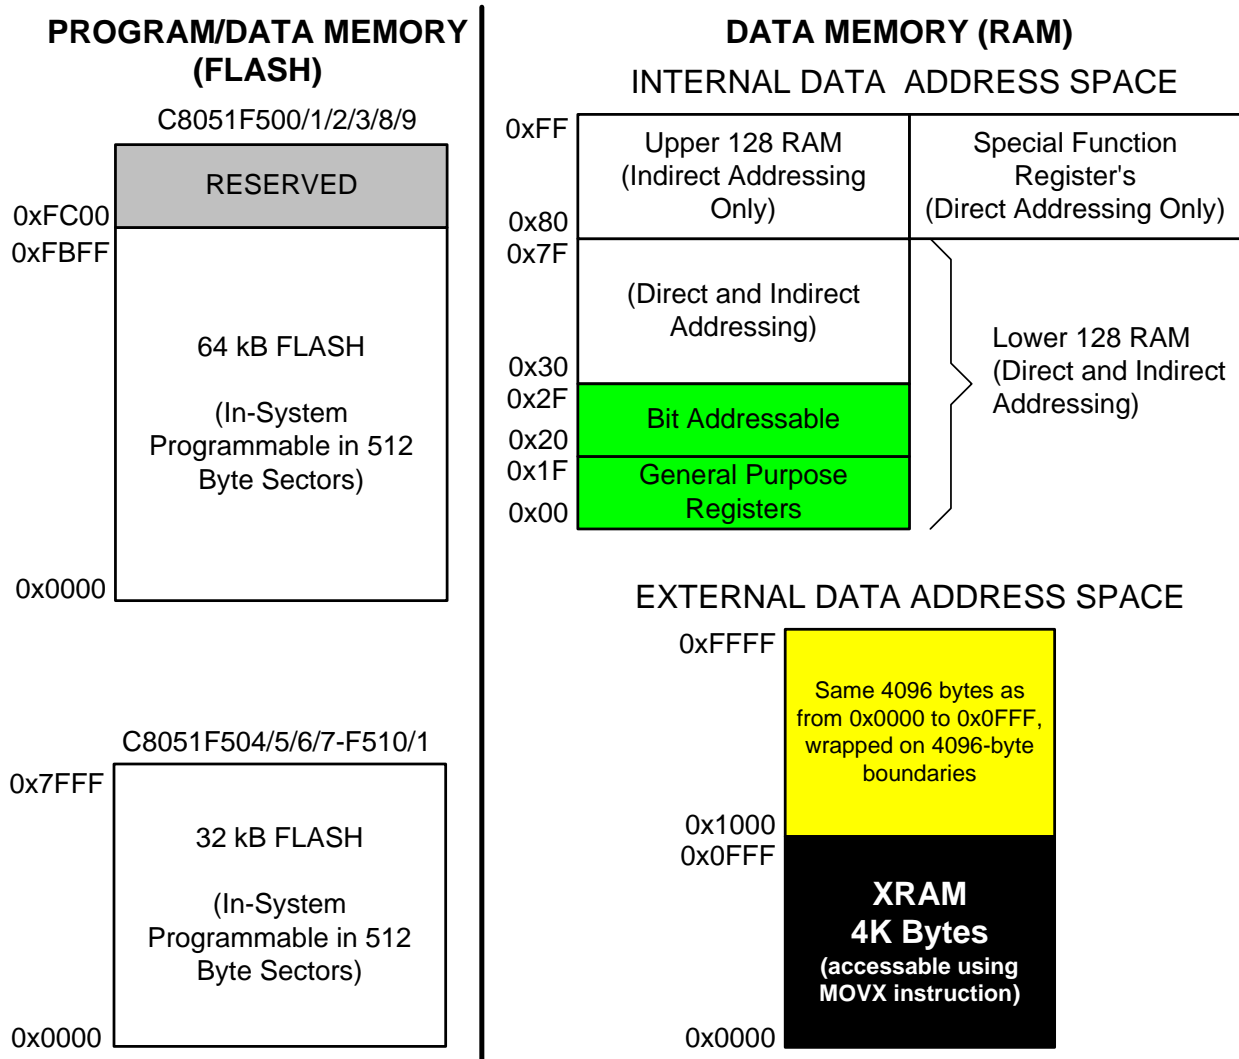 PROGRAM/DATA MEMORY
(FLASH)
C8051F500/1/2/3/8/9
RESERVED
0xFC00
0xFBFF
64 kB FLASH
(In-System
Programmable in 512
Byte Sectors)
0x0000
C8051F504/5/6/7-F510/1
0x7FFF
32 kB FLASH
(In-System
Programmable in 512
Byte Sectors)
0x0000
DATA MEMORY (RAM)
INTERNAL DATA ADDRESS SPACE
0xFF
Upper 128 RAM
(Indirect Addressing
Only)
0x80
Special Function
Register's
(Direct Addressing Only)
0x7F
(Direct and Indirect
Addressing)
0x30
0x2F
Bit Addressable
0x20
0x1F
General Purpose
Registers
0x00
Lower 128 RAM
(Direct and Indirect
Addressing)
EXTERNAL DATA ADDRESS SPACE
0xFFFF
Same 4096 bytes as
from 0x0000 to 0x0FFF,
wrapped on 4096-byte
boundaries
0x1000
0x0FFF
XRAM
4K Bytes
(accessable using
MOVX instruction)
0x0000